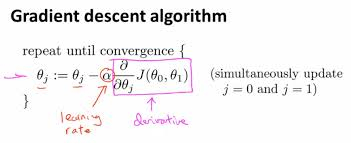 Gradient descent algorithm
repeat until convergence {
θj := θj − α ∂/∂θj J(θ0, θ1)
(simultaneously update
j = 0 and j = 1)
}
learning
rate
derivative